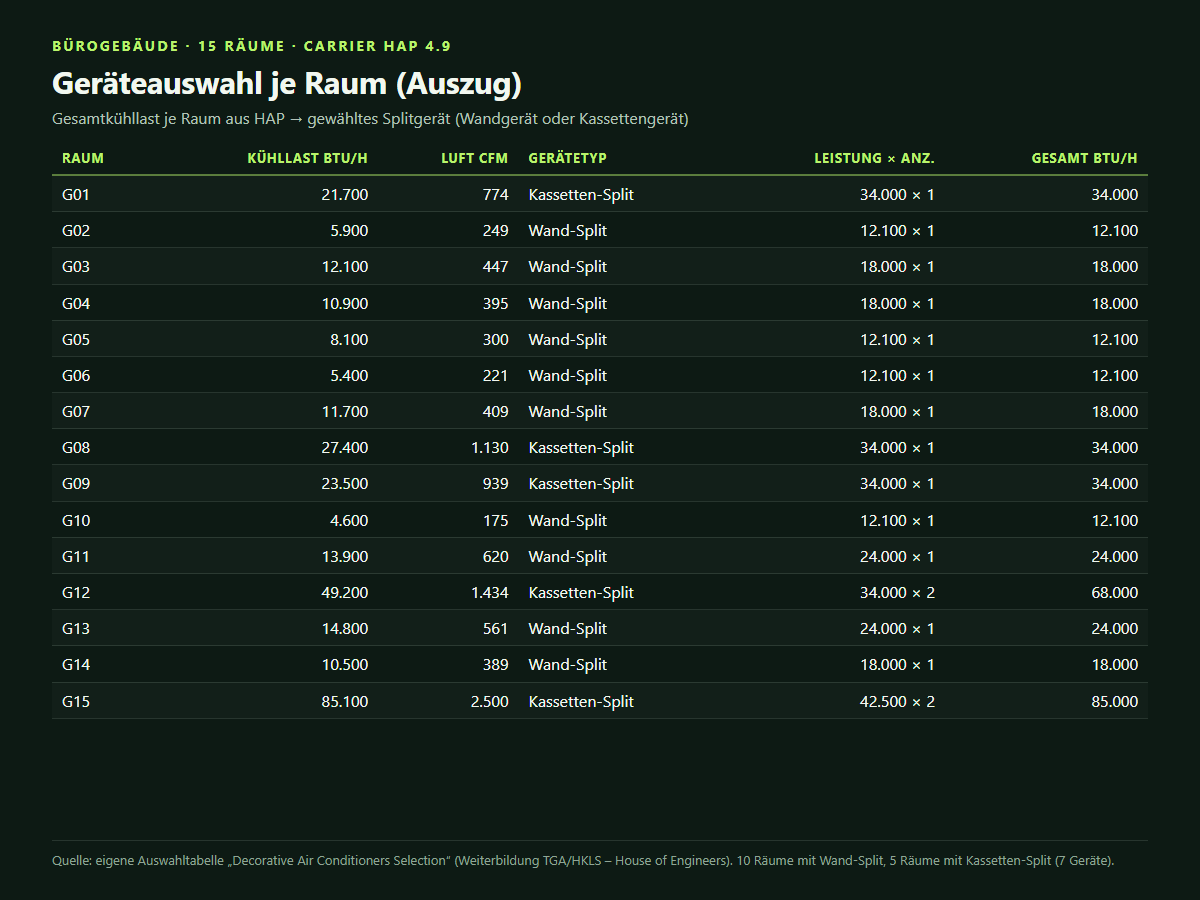 BÜROGEBÄUDE · 15 RÄUME · CARRIER HAP 4.9
Geräteauswahl je Raum (Auszug)
Gesamtkühllast je Raum aus HAP → gewähltes Splitgerät (Wandgerät oder Kassettengerät)
RAUM KÜHLLAST BTU/H LUFT CFM GERÄTETYP LEISTUNG × ANZ. GESAMT BTU/H
G01 21.700 774 Kassetten-Split 34.000 × 1 34.000
G02 5.900 249 Wand-Split 12.100 × 1 12.100
G03 12.100 447 Wand-Split 18.000 × 1 18.000
G04 10.900 395 Wand-Split 18.000 × 1 18.000
G05 8.100 300 Wand-Split 12.100 × 1 12.100
G06 5.400 221 Wand-Split 12.100 × 1 12.100
G07 11.700 409 Wand-Split 18.000 × 1 18.000
G08 27.400 1.130 Kassetten-Split 34.000 × 1 34.000
G09 23.500 939 Kassetten-Split 34.000 × 1 34.000
G10 4.600 175 Wand-Split 12.100 × 1 12.100
G11 13.900 620 Wand-Split 24.000 × 1 24.000
G12 49.200 1.434 Kassetten-Split 34.000 × 2 68.000
G13 14.800 561 Wand-Split 24.000 × 1 24.000
G14 10.500 389 Wand-Split 18.000 × 1 18.000
G15 85.100 2.500 Kassetten-Split 42.500 × 2 85.000
Quelle: eigene Auswahltabelle „Decorative Air Conditioners Selection“ (Weiterbildung TGA/HKLS – House of Engineers). 10 Räume mit Wand-Split, 5 Räume mit Kassetten-Split (7 Geräte).